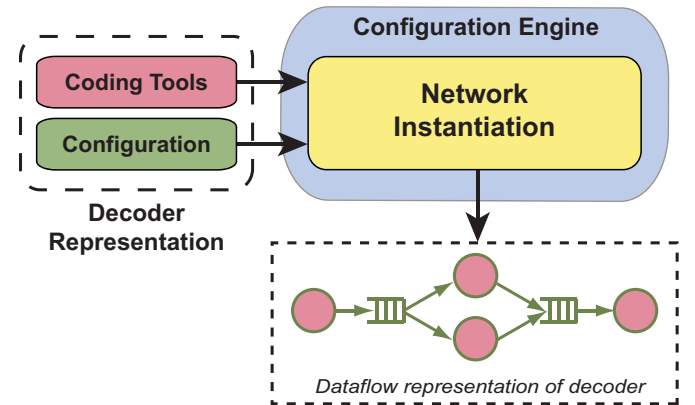 Configuration Engine
Coding Tools
Configuration
Network
Instantiation
Decoder
Representation
Dataflow representation of decoder